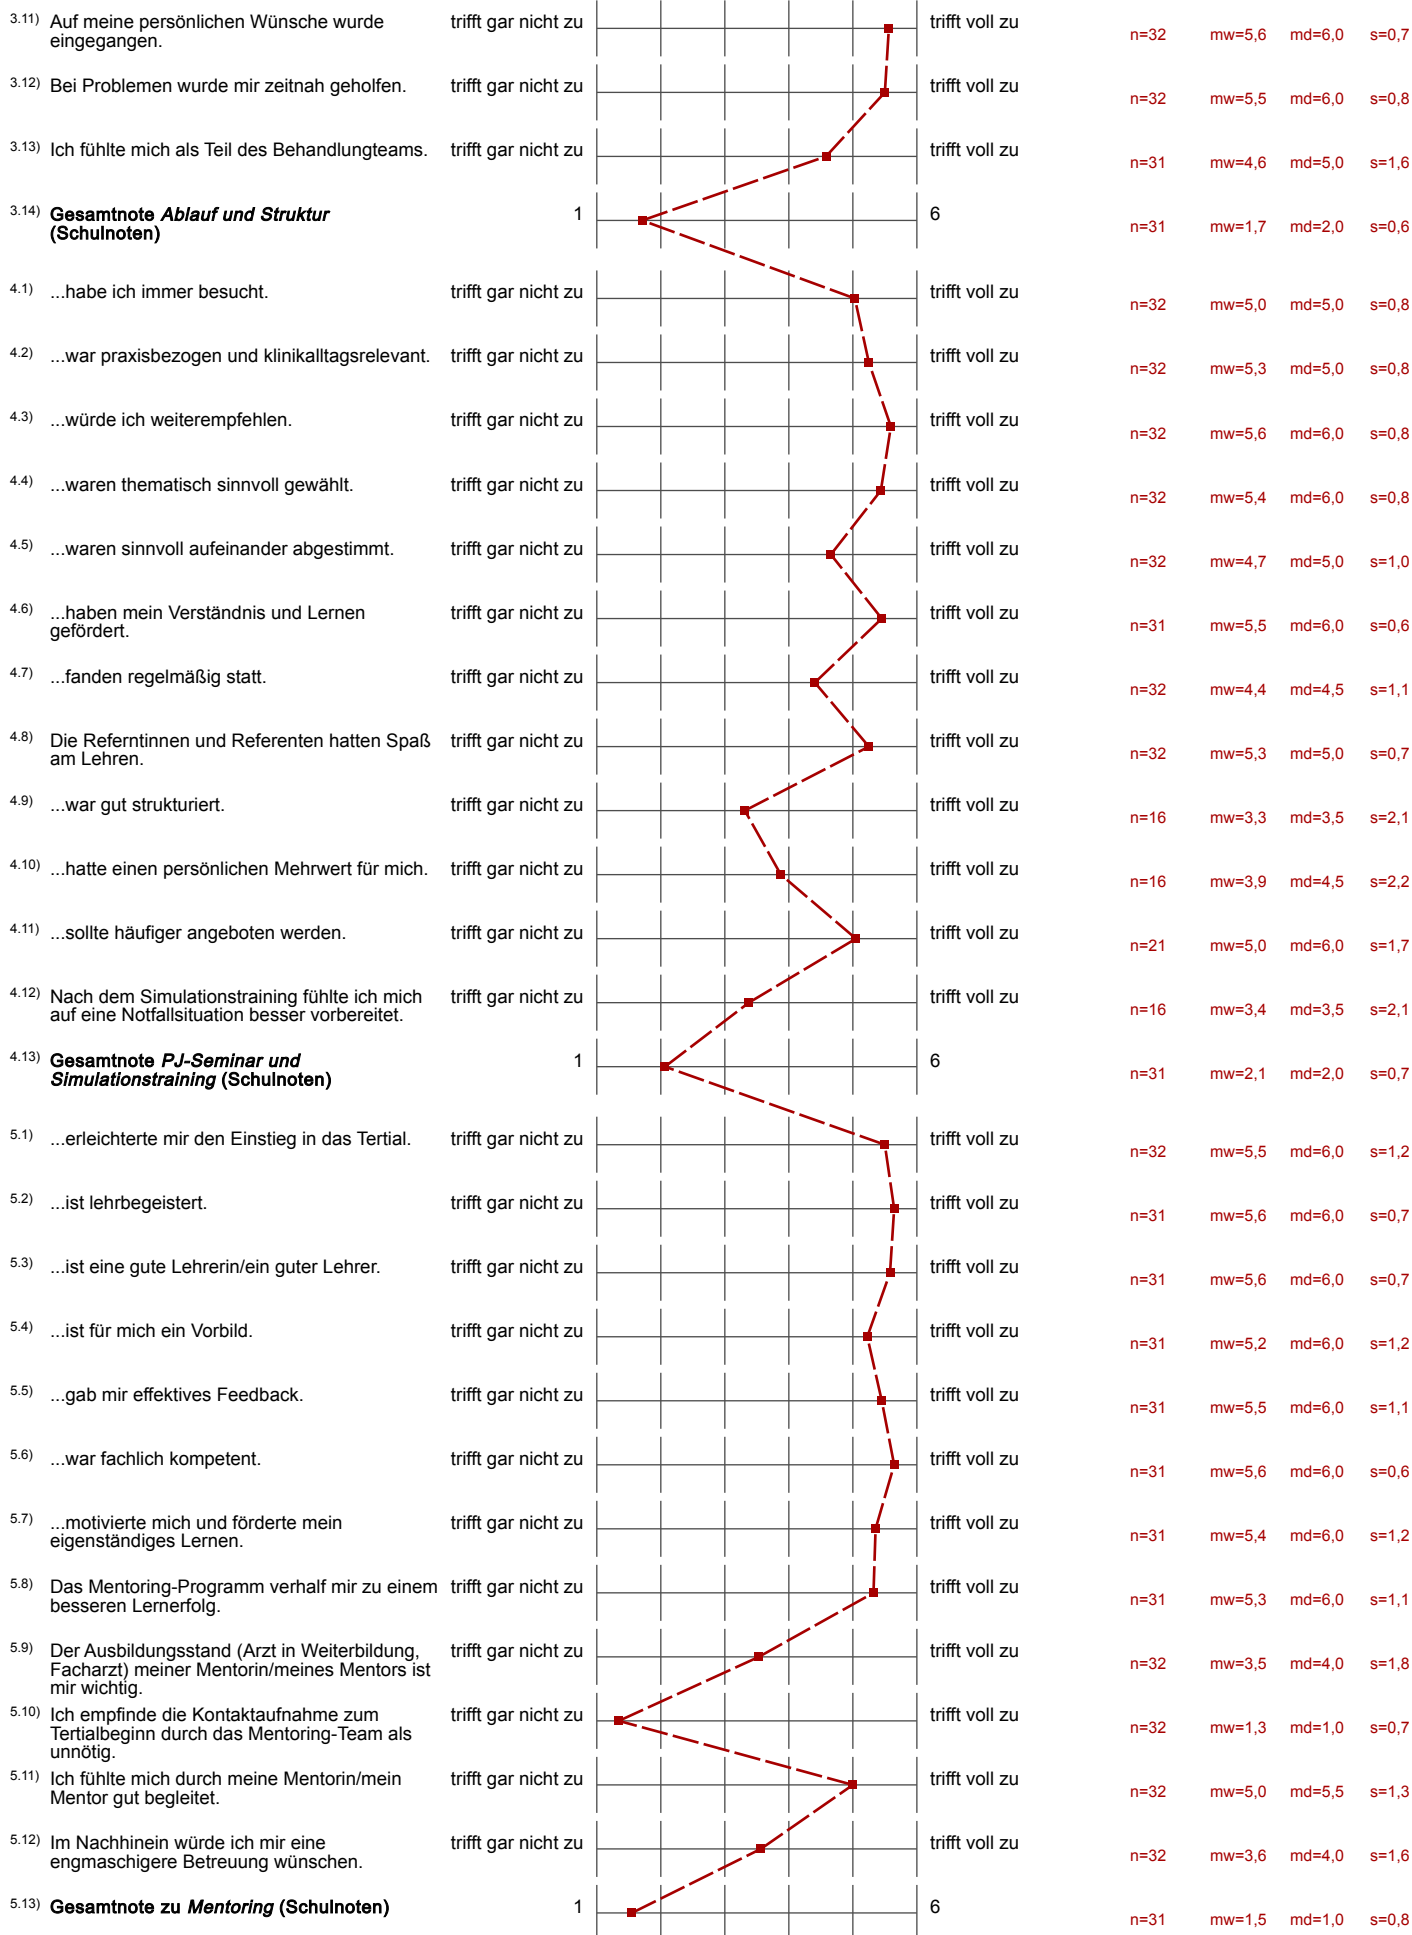 3.11) Auf meine persönlichen Wünsche wurde eingegangen. trifft gar nicht zu trifft voll zu n=32 mw=5,6 md=6,0 s=0,7
3.12) Bei Problemen wurde mir zeitnah geholfen. trifft gar nicht zu trifft voll zu n=32 mw=5,5 md=6,0 s=0,8
3.13) Ich fühlte mich als Teil des Behandlungteams. trifft gar nicht zu trifft voll zu n=31 mw=4,6 md=5,0 s=1,6
3.14) Gesamtnote Ablauf und Struktur (Schulnoten) 1 6 n=31 mw=1,7 md=2,0 s=0,6
4.1) ...habe ich immer besucht. trifft gar nicht zu trifft voll zu n=32 mw=5,0 md=5,0 s=0,8
4.2) ...war praxisbezogen und klinikalltagsrelevant. trifft gar nicht zu trifft voll zu n=32 mw=5,3 md=5,0 s=0,8
4.3) ...würde ich weiterempfehlen. trifft gar nicht zu trifft voll zu n=32 mw=5,6 md=6,0 s=0,8
4.4) ...waren thematisch sinnvoll gewählt. trifft gar nicht zu trifft voll zu n=32 mw=5,4 md=6,0 s=0,8
4.5) ...waren sinnvoll aufeinander abgestimmt. trifft gar nicht zu trifft voll zu n=32 mw=4,7 md=5,0 s=1,0
4.6) ...haben mein Verständnis und Lernen gefördert. trifft gar nicht zu trifft voll zu n=31 mw=5,5 md=6,0 s=0,6
4.7) ...fanden regelmäßig statt. trifft gar nicht zu trifft voll zu n=32 mw=4,4 md=4,5 s=1,1
4.8) Die Referntinnen und Referenten hatten Spaß am Lehren. trifft gar nicht zu trifft voll zu n=32 mw=5,3 md=5,0 s=0,7
4.9) ...war gut strukturiert. trifft gar nicht zu trifft voll zu n=16 mw=3,3 md=3,5 s=2,1
4.10) ...hatte einen persönlichen Mehrwert für mich. trifft gar nicht zu trifft voll zu n=16 mw=3,9 md=4,5 s=2,2
4.11) ...sollte häufiger angeboten werden. trifft gar nicht zu trifft voll zu n=21 mw=5,0 md=6,0 s=1,7
4.12) Nach dem Simulationstraining fühlte ich mich auf eine Notfallsituation besser vorbereitet. trifft gar nicht zu trifft voll zu n=16 mw=3,4 md=3,5 s=2,1
4.13) Gesamtnote PJ-Seminar und Simulationstraining (Schulnoten) 1 6 n=31 mw=2,1 md=2,0 s=0,7
5.1) ...erleichterte mir den Einstieg in das Tertial. trifft gar nicht zu trifft voll zu n=32 mw=5,5 md=6,0 s=1,2
5.2) ...ist lehrbegeistert. trifft gar nicht zu trifft voll zu n=31 mw=5,6 md=6,0 s=0,7
5.3) ...ist eine gute Lehrerin/ein guter Lehrer. trifft gar nicht zu trifft voll zu n=31 mw=5,6 md=6,0 s=0,7
5.4) ...ist für mich ein Vorbild. trifft gar nicht zu trifft voll zu n=31 mw=5,2 md=6,0 s=1,2
5.5) ...gab mir effektives Feedback. trifft gar nicht zu trifft voll zu n=31 mw=5,5 md=6,0 s=1,1
5.6) ...war fachlich kompetent. trifft gar nicht zu trifft voll zu n=31 mw=5,6 md=6,0 s=0,6
5.7) ...motivierte mich und förderte mein eigenständiges Lernen. trifft gar nicht zu trifft voll zu n=31 mw=5,4 md=6,0 s=1,2
5.8) Das Mentoring-Programm verhalf mir zu einem besseren Lernerfolg. trifft gar nicht zu trifft voll zu n=31 mw=5,3 md=6,0 s=1,1
5.9) Der Ausbildungsstand (Arzt in Weiterbildung, Facharzt) meiner Mentorin/meines Mentors ist mir wichtig. trifft gar nicht zu trifft voll zu n=32 mw=3,5 md=4,0 s=1,8
5.10) Ich empfinde die Kontaktaufnahme zum Tertialbeginn durch das Mentoring-Team als unnötig. trifft gar nicht zu trifft voll zu n=32 mw=1,3 md=1,0 s=0,7
5.11) Ich fühlte mich durch meine Mentorin/mein Mentor gut begleitet. trifft gar nicht zu trifft voll zu n=32 mw=5,0 md=5,5 s=1,3
5.12) Im Nachhinein würde ich mir eine engmaschigere Betreuung wünschen. trifft gar nicht zu trifft voll zu n=32 mw=3,6 md=4,0 s=1,6
5.13) Gesamtnote zu Mentoring (Schulnoten) 1 6 n=31 mw=1,5 md=1,0 s=0,8